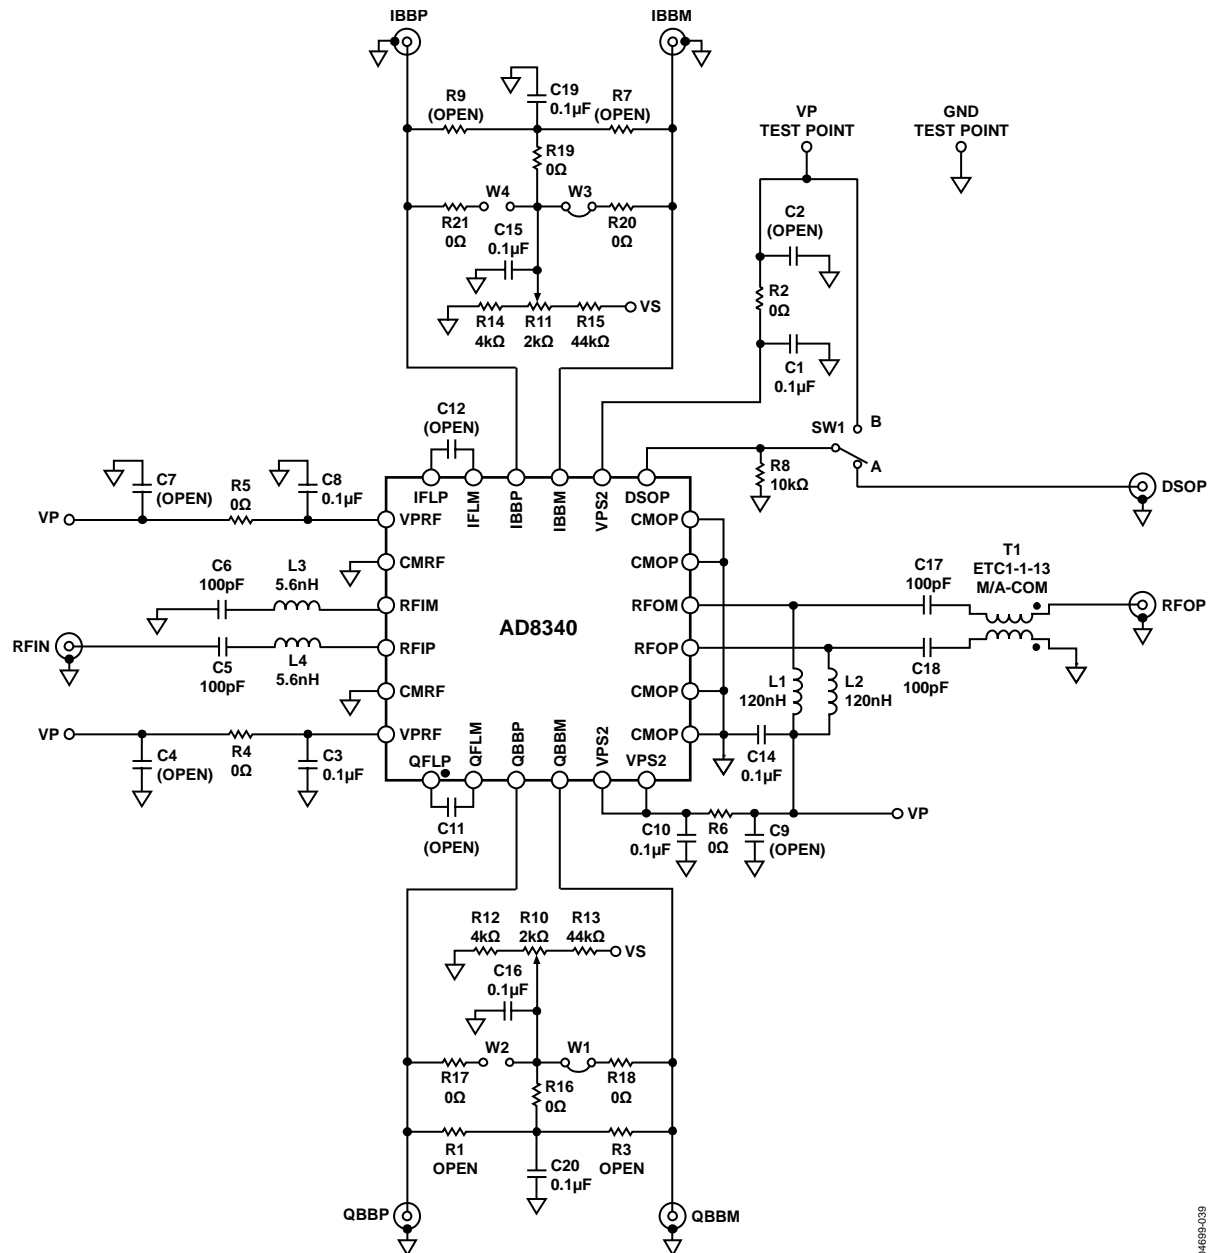 IBBP
IBBM
R9
(OPEN)
C19
0.1µF
R7
(OPEN)
VP
TEST POINT
GND
TEST POINT
R19
0Ω
W4
W3
R21
0Ω
C15
0.1µF
R20
0Ω
C2
(OPEN)
R2
0Ω
R14
4kΩ
R11
2kΩ
R15
44kΩ
VS
C1
0.1µF
C12
(OPEN)
SW1
B
A
R8
10kΩ
DSOP
C7
(OPEN)
R5
0Ω
C8
0.1µF
VP
IFLP
IFLM
IBBP
IBBM
VPS2
DSOP
VPRF
CMOP
CMRF
CMOP
C6
100pF
L3
5.6nH
RFIM
RFOM
C17
100pF
T1
ETC1-1-13
M/A-COM
RFOP
AD8340
RFIN
C5
100pF
L4
5.6nH
RFIP
RFOP
C18
100pF
L1
120nH
L2
120nH
CMRF
CMOP
VP
VPRF
CMOP
C4
(OPEN)
R4
0Ω
C3
0.1µF
C14
0.1µF
QFLP
QFLM
QBBP
QBBM
VPS2
VPS2
C11
(OPEN)
C10
0.1µF
R6
0Ω
C9
(OPEN)
VP
R12
4kΩ
R10
2kΩ
R13
44kΩ
VS
C16
0.1µF
W2
W1
R17
0Ω
R16
0Ω
R18
0Ω
R1
OPEN
C20
0.1µF
R3
OPEN
QBBP
QBBM
04699-039